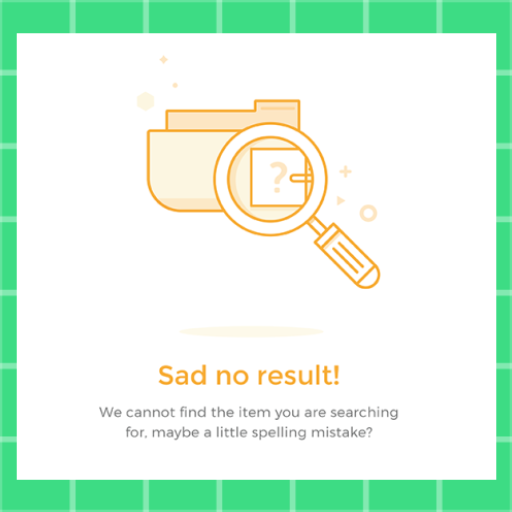 ?
Sad no result!
We cannot find the item you are searching
for, maybe a little spelling mistake?